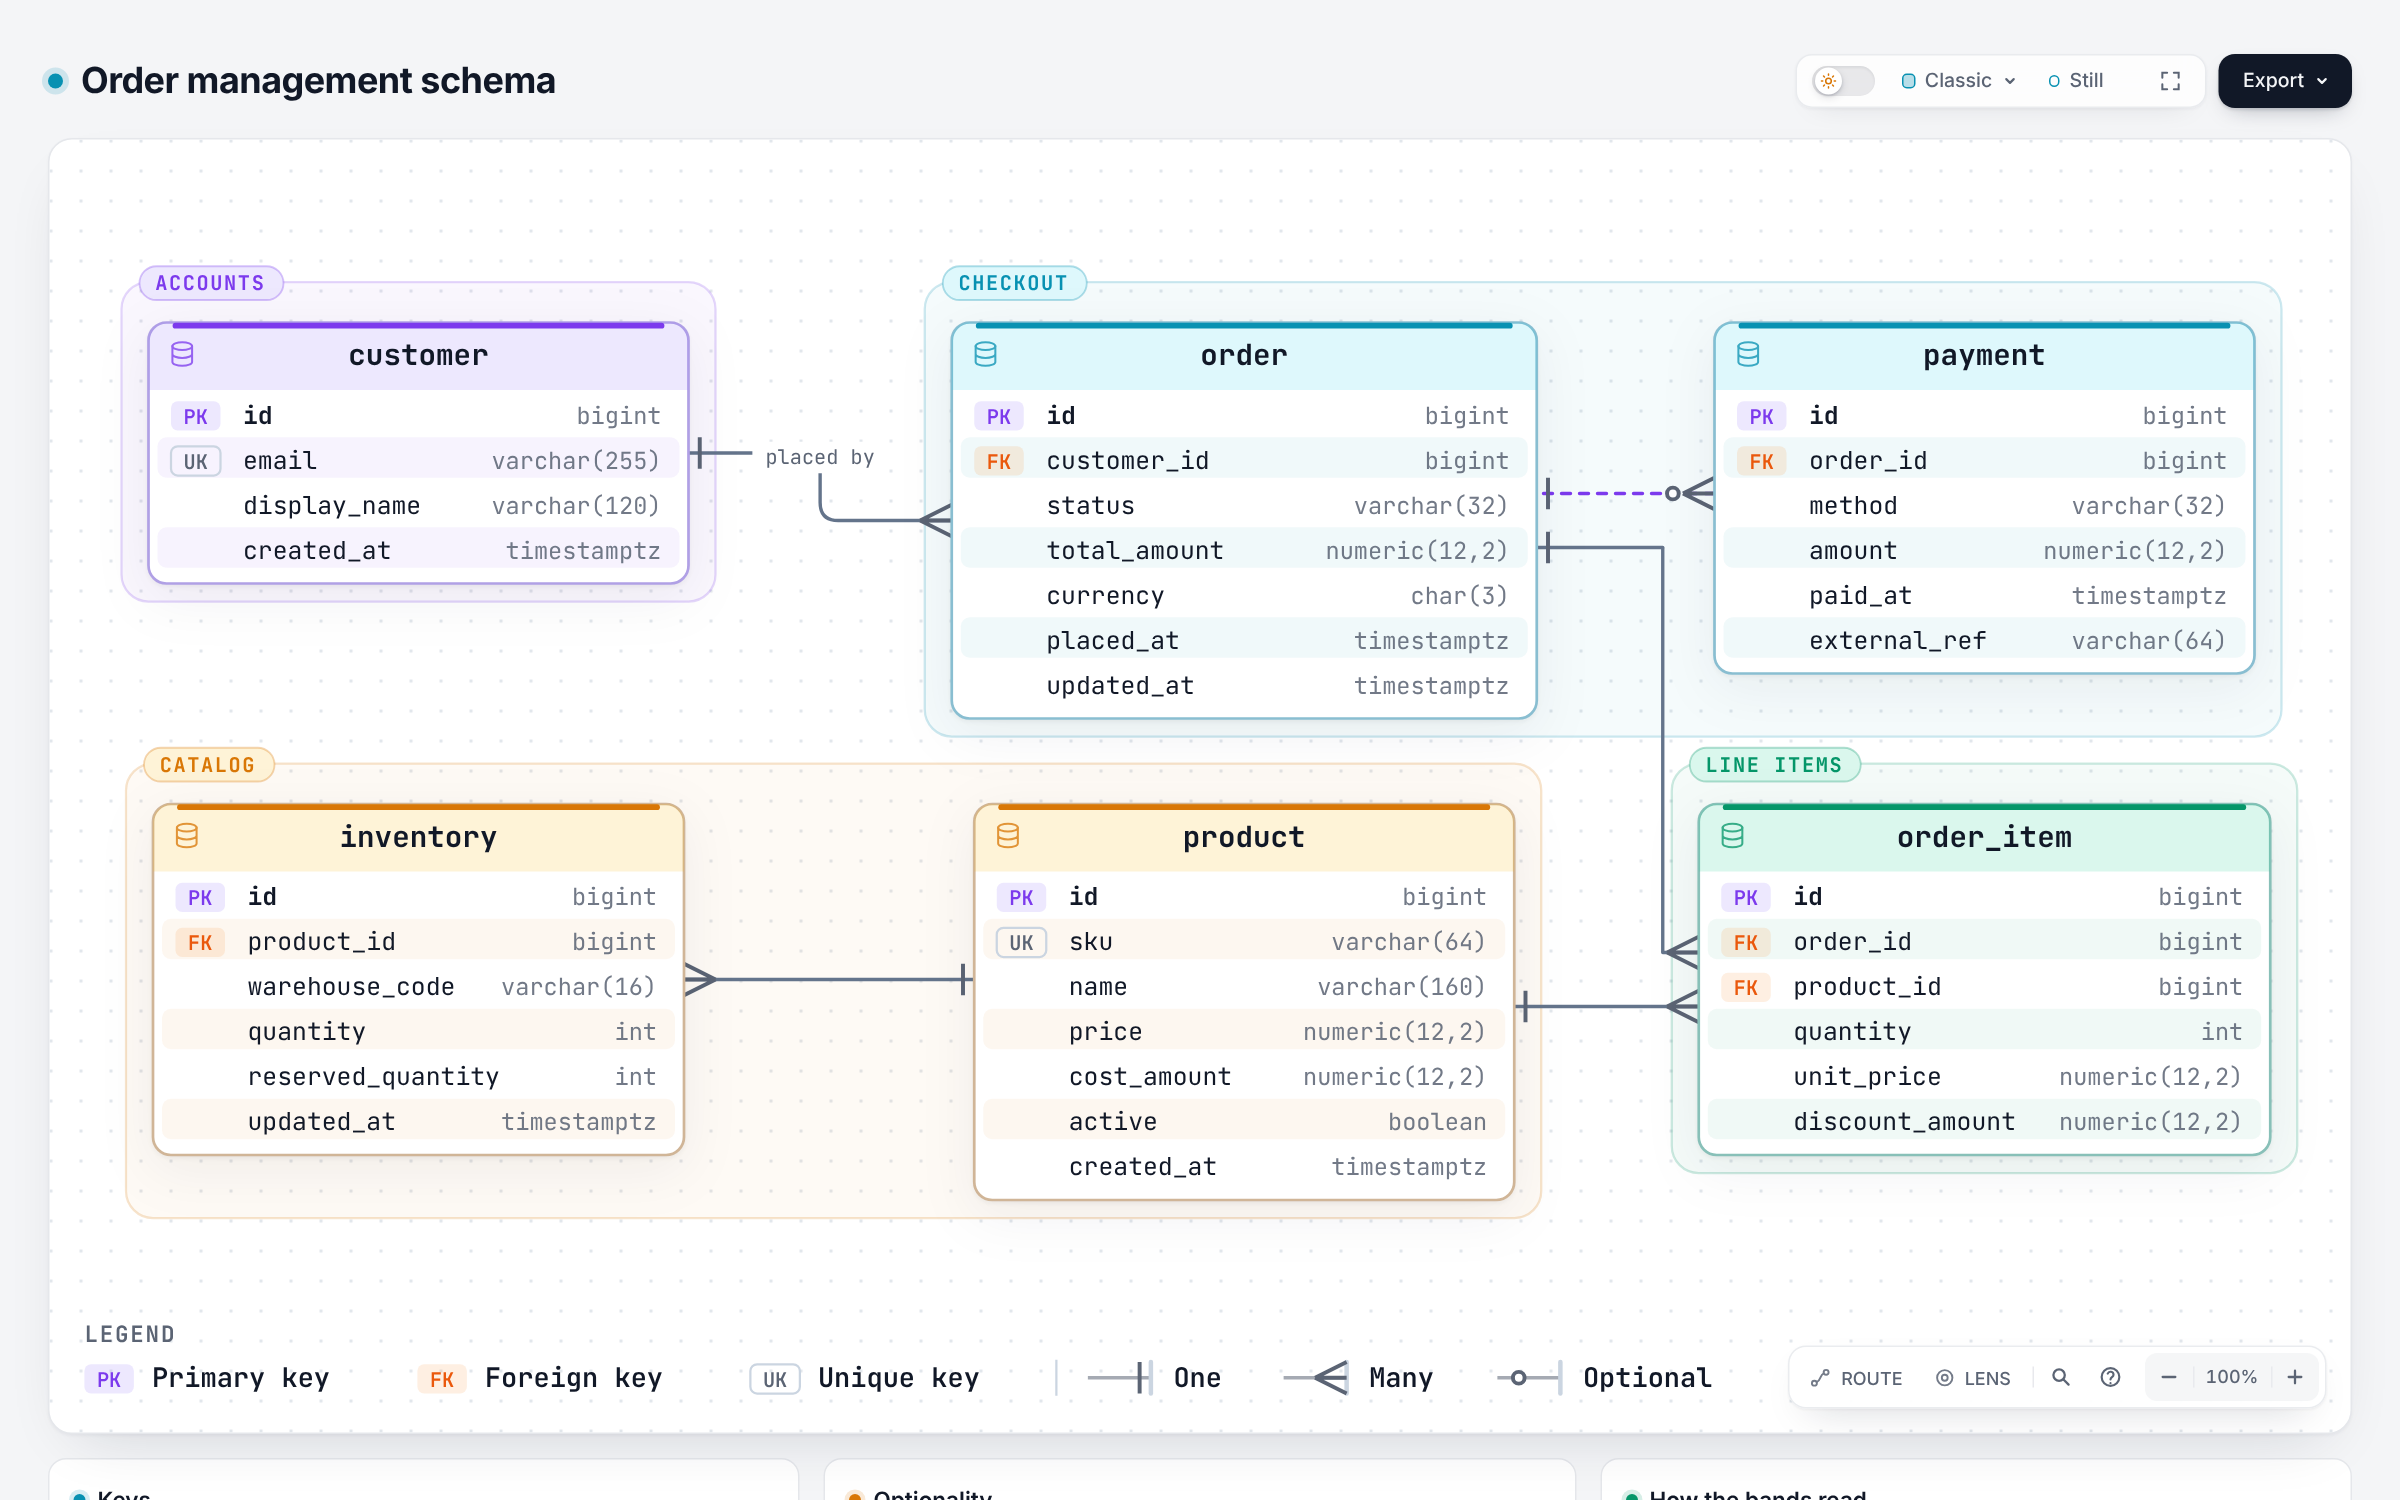 Order management schema
Classic
Still
Export
ACCOUNTS
customer
PK id bigint
UK email varchar(255)
display_name varchar(120)
created_at timestamptz
placed by
CHECKOUT
order
PK id bigint
FK customer_id bigint
status varchar(32)
total_amount numeric(12,2)
currency char(3)
placed_at timestamptz
updated_at timestamptz
payment
PK id bigint
FK order_id bigint
method varchar(32)
amount numeric(12,2)
paid_at timestamptz
external_ref varchar(64)
CATALOG
inventory
PK id bigint
FK product_id bigint
warehouse_code varchar(16)
quantity int
reserved_quantity int
updated_at timestamptz
product
PK id bigint
UK sku varchar(64)
name varchar(160)
price numeric(12,2)
cost_amount numeric(12,2)
active boolean
created_at timestamptz
LINE ITEMS
order_item
PK id bigint
FK order_id bigint
FK product_id bigint
quantity int
unit_price numeric(12,2)
discount_amount numeric(12,2)
LEGEND
PK Primary key
FK Foreign key
UK Unique key
One
Many
Optional
ROUTE
LENS
100%
Keys
Optionality
How the bands read